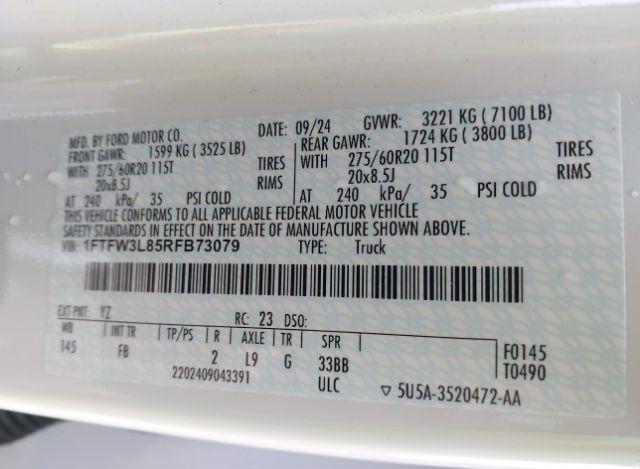 MFD. BY FORD MOTOR CO. DATE: 09/24 GVWR: 3221 KG ( 7100 LB)
FRONT GAWR: 1599 KG ( 3525 LB) REAR GAWR: 1724 KG ( 3800 LB)
WITH 275/60R20 115T TIRES WITH 275/60R20 115T TIRES
20x8.5J RIMS 20x8.5J RIMS
AT 240 kPa/ 35 PSI COLD AT 240 kPa/ 35 PSI COLD
THIS VEHICLE CONFORMS TO ALL APPLICABLE FEDERAL MOTOR VEHICLE
SAFETY STANDARDS IN EFFECT ON THE DATE OF MANUFACTURE SHOWN ABOVE.
VIN: 1FTFW3L85RFB73079 TYPE: Truck
EXT PNT: YZ RC: 23 DSO:
WB INT TR TP/PS R AXLE TR SPR
145 FB 2 L9 G 33BB F0145
2202409043391 ULC T0490
5U5A-3520472-AA